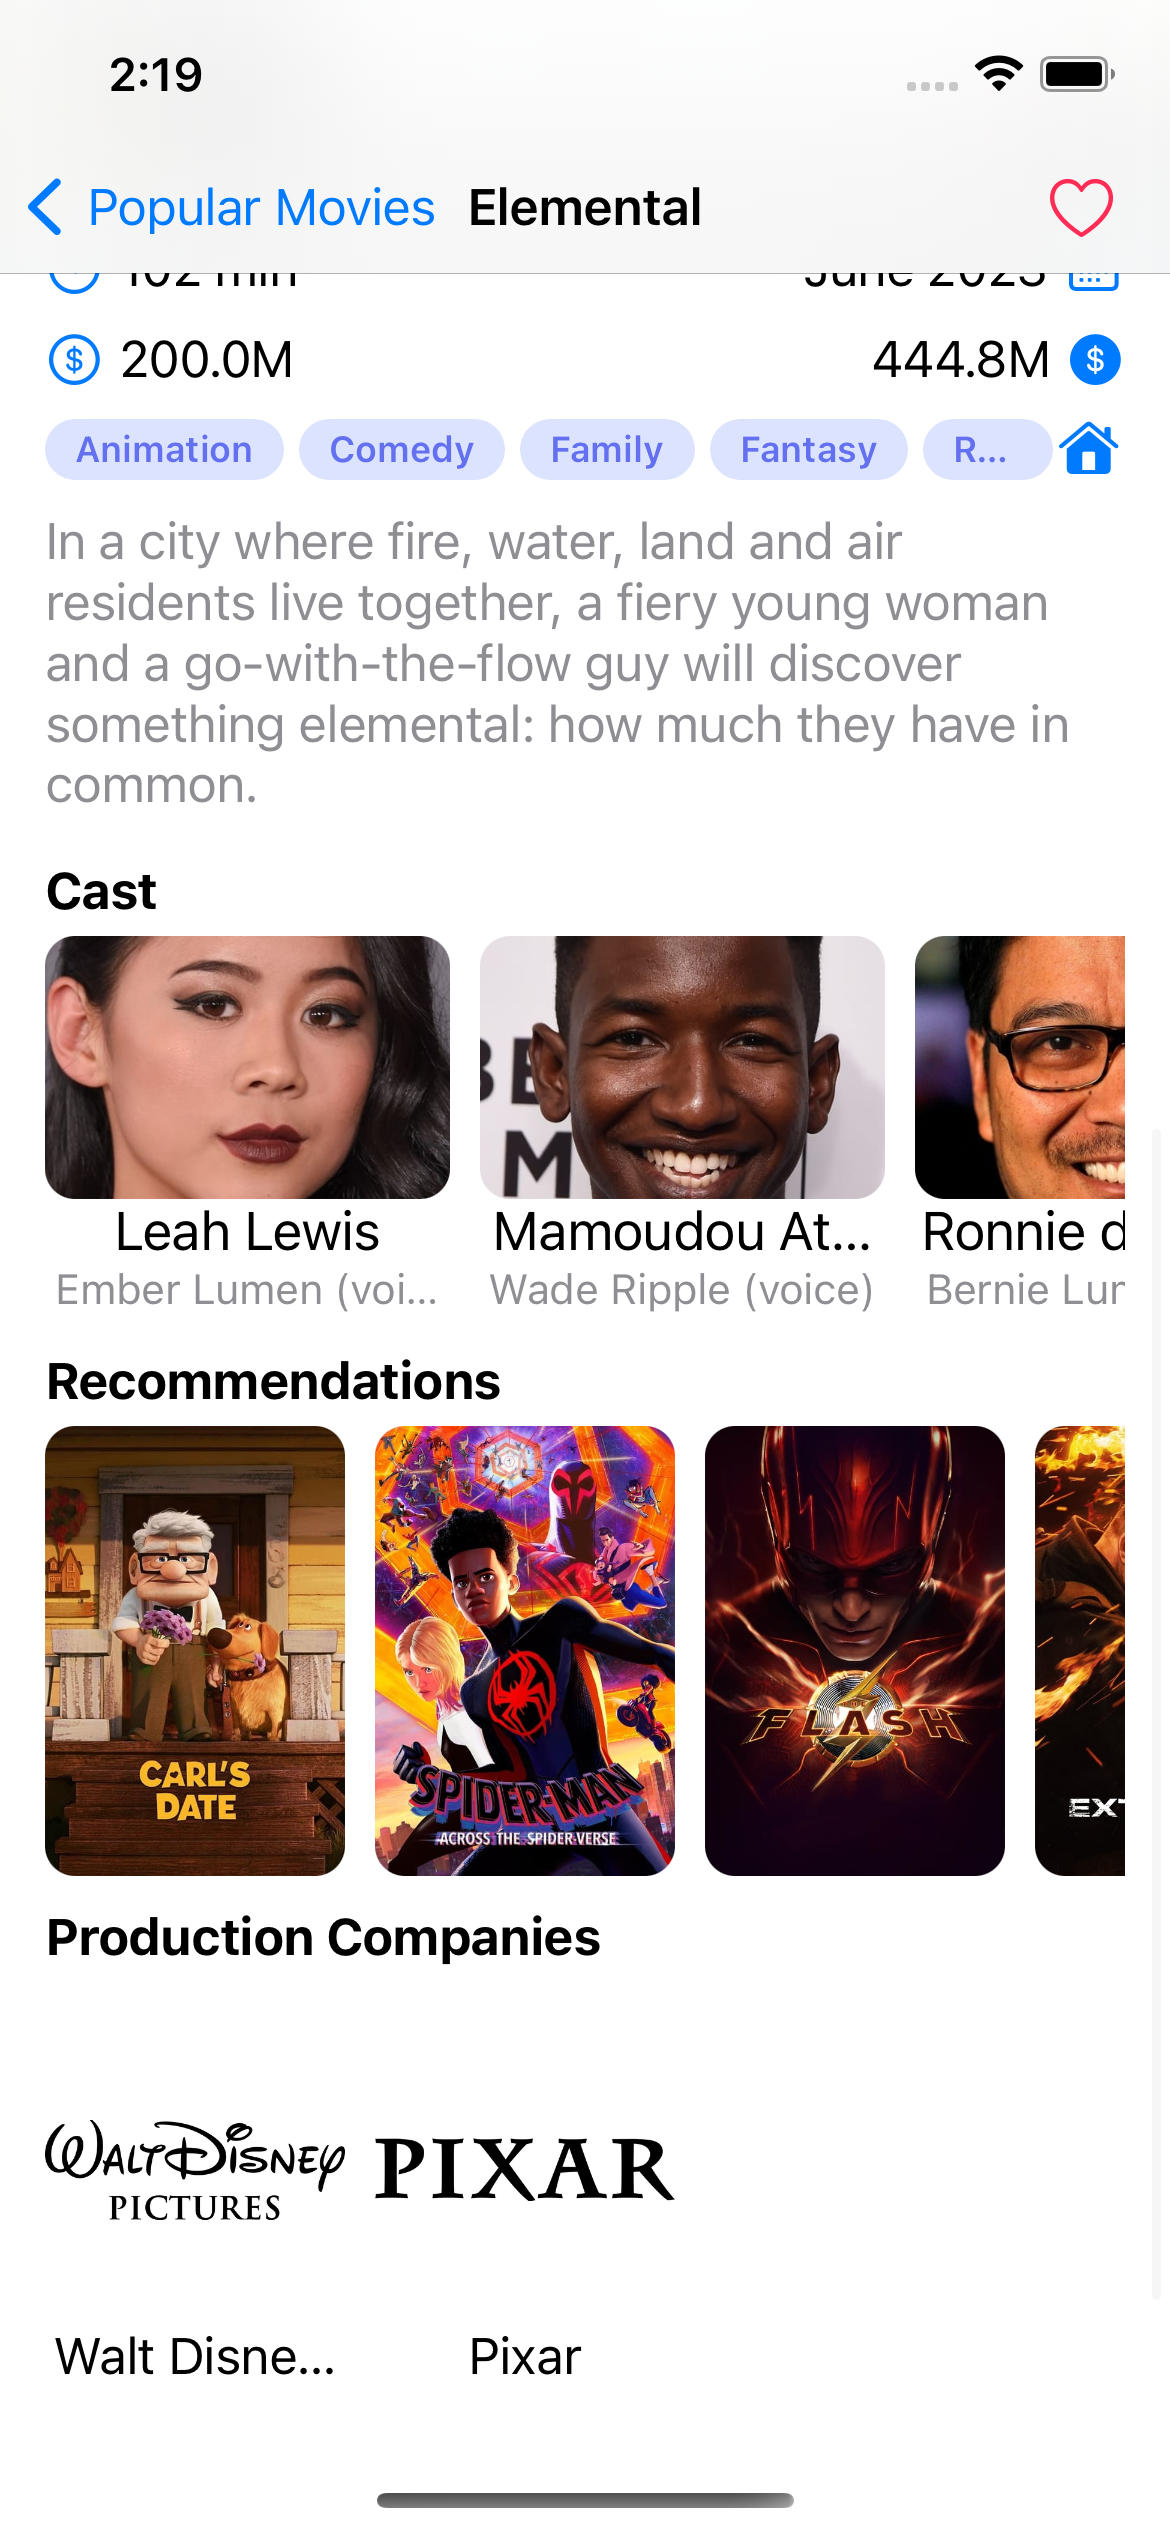 2:19
Popular Movies Elemental
102 min June 2023
$ 200.0M 444.8M $
Animation Comedy Family Fantasy R...
In a city where fire, water, land and air
residents live together, a fiery young woman
and a go-with-the-flow guy will discover
something elemental: how much they have in
common.
Cast
Leah Lewis Mamoudou At... Ronnie d
Ember Lumen (voi... Wade Ripple (voice) Bernie Lur
Recommendations
CARL'S
DATE
SPIDER-MAN
ACROSS THE SPIDER-VERSE
THE
FLASH
EXT
Production Companies
WALT DISNEY
PICTURES
PIXAR
Walt Disne... Pixar